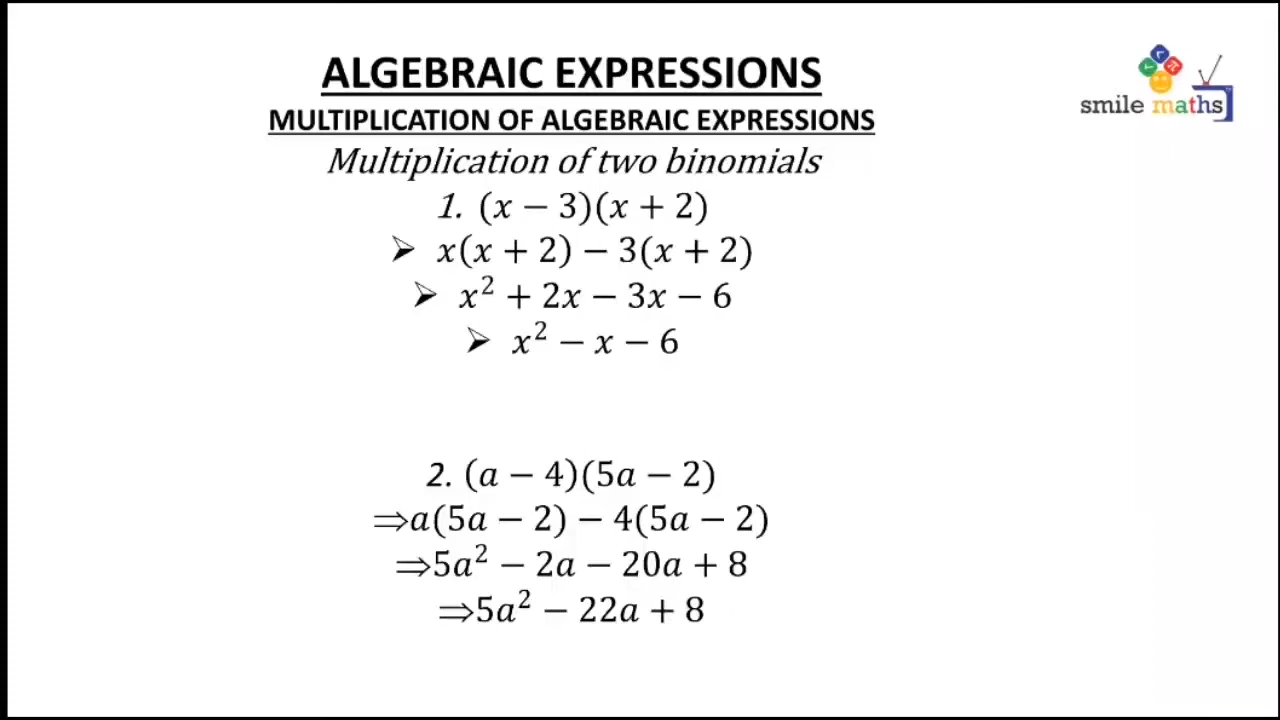 ALGEBRAIC EXPRESSIONS
MULTIPLICATION OF ALGEBRAIC EXPRESSIONS
Multiplication of two binomials
1. (x − 3)(x + 2)
➢ x(x + 2) − 3(x + 2)
➢ x² + 2x − 3x − 6
➢ x² − x − 6
2. (a − 4)(5a − 2)
⇒a(5a − 2) − 4(5a − 2)
⇒5a² − 2a − 20a + 8
⇒5a² − 22a + 8
smile maths